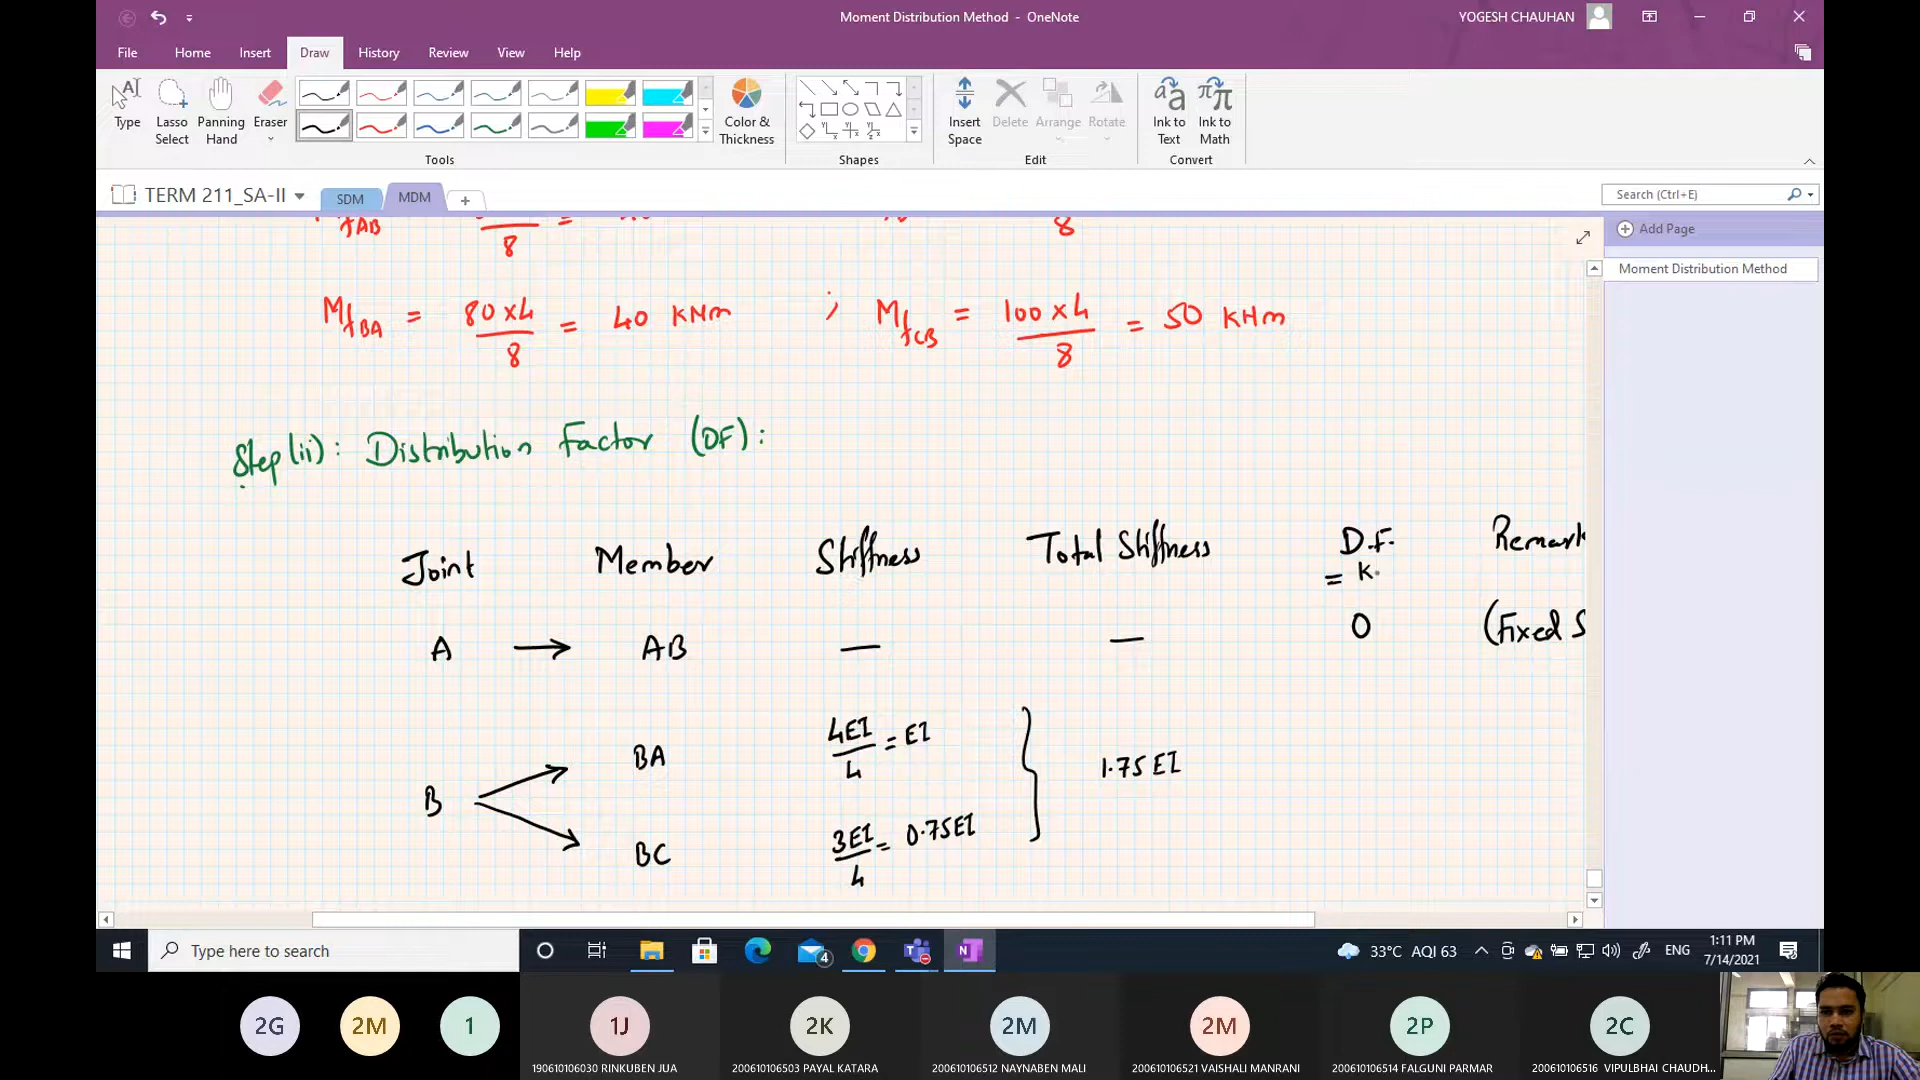 Moment Distribution Method - OneNote
YOGESH CHAUHAN
File Home Insert Draw History Review View Help
Type
Lasso Select
Panning Hand
Eraser
Color & Thickness
Insert Space
Delete
Arrange
Rotate
Ink to Text
Ink to Math
Tools
Shapes
Edit
Convert
TERM 211_SA-II
SDM
MDM
Search (Ctrl+E)
Add Page
Moment Distribution Method
fAB 8 = 8
MfBA = 80×4/8 = 40 KNm ; MfCB = 100×4/8 = 50 KNm
Step(ii): Distribution Factor (DF):
Joint Member Stiffness Total Stiffness D.F. Remark
= K
A → AB — — 0 (Fixed S
BA 4EI/4 = EI
B 1.75 EI
BC 3EI/4 = 0.75EI
Type here to search
4
33°C AQI 63
ENG
1:11 PM
7/14/2021
2G 2M 1 1J 2K 2M 2M 2P 2C
190610106030 RINKUBEN JUA
200610106503 PAYAL KATARA
200610106512 NAYNABEN MALI
200610106521 VAISHALI MANRANI
200610106514 FALGUNI PARMAR
200610106516 VIPULBHAI CHAUDH...